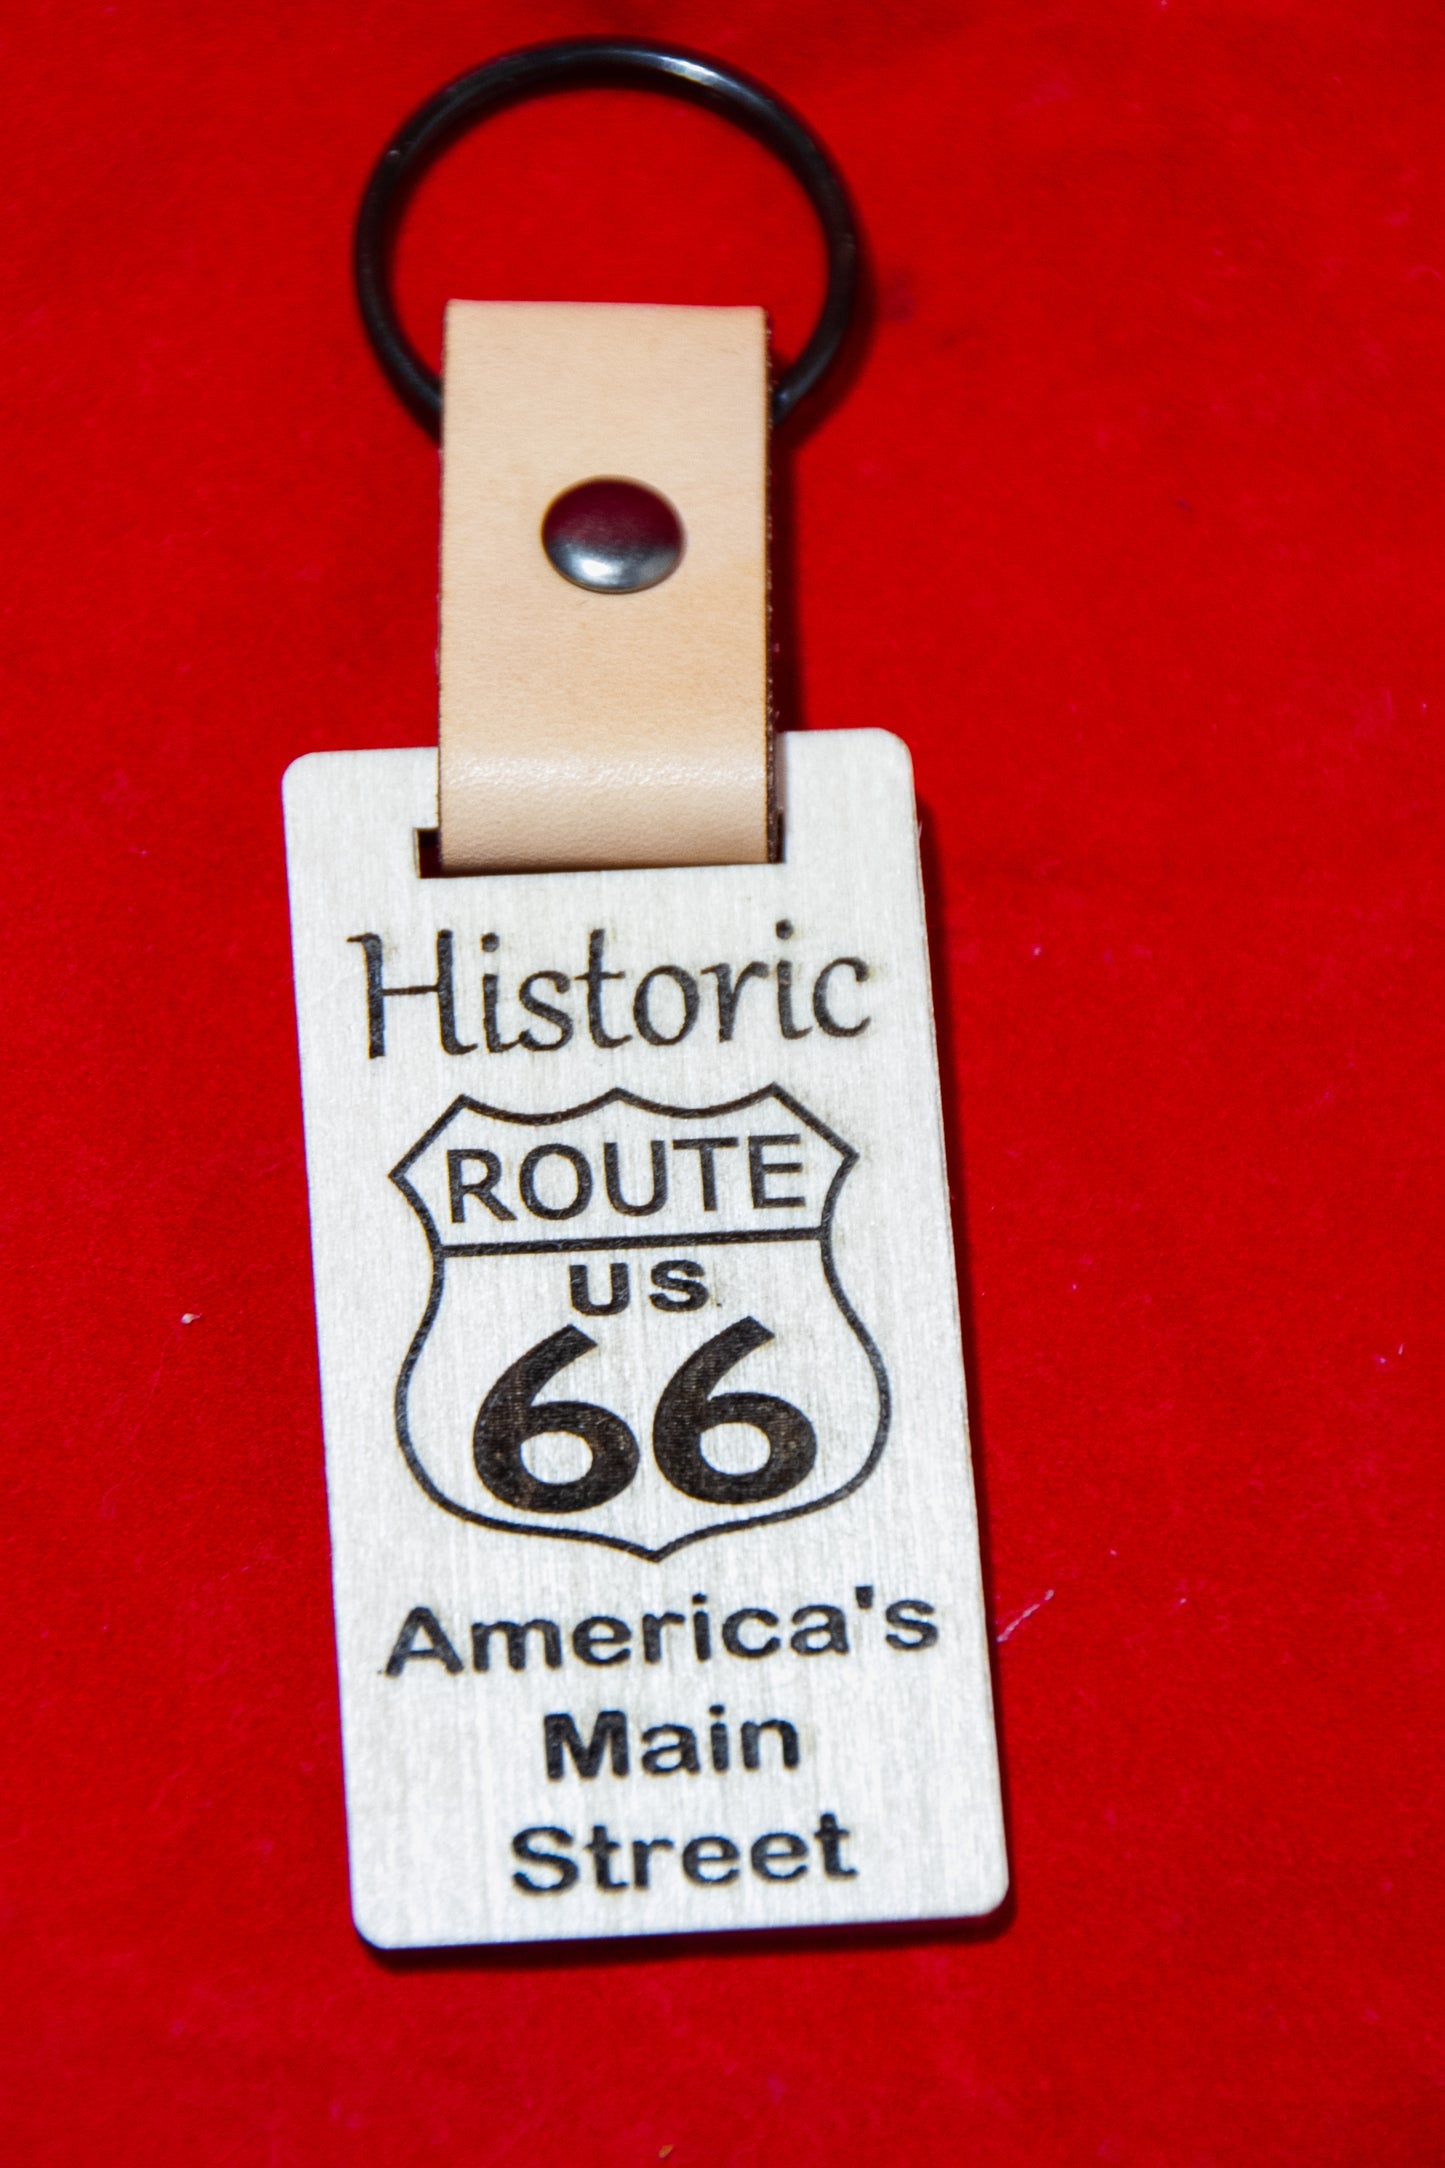 Historic
ROUTE
US
66
America's
Main
Street